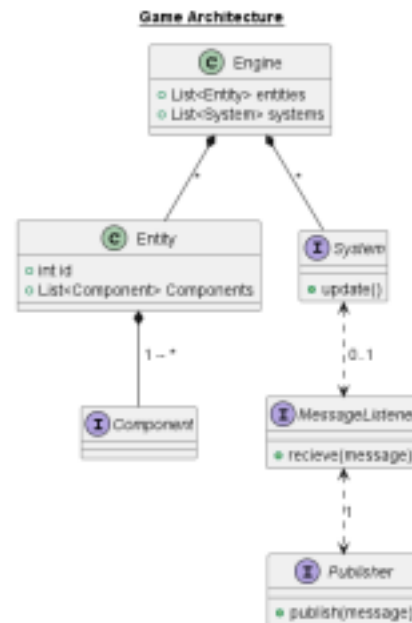 Game Architecture
C Engine
List<Entity> entities
List<System> systems
*
*
C Entity
int id
List<Component> Components
I System
update()
1 -- *
0..1
I Component
I MessageListene
recieve(message)
1
I Publisher
publish(message)